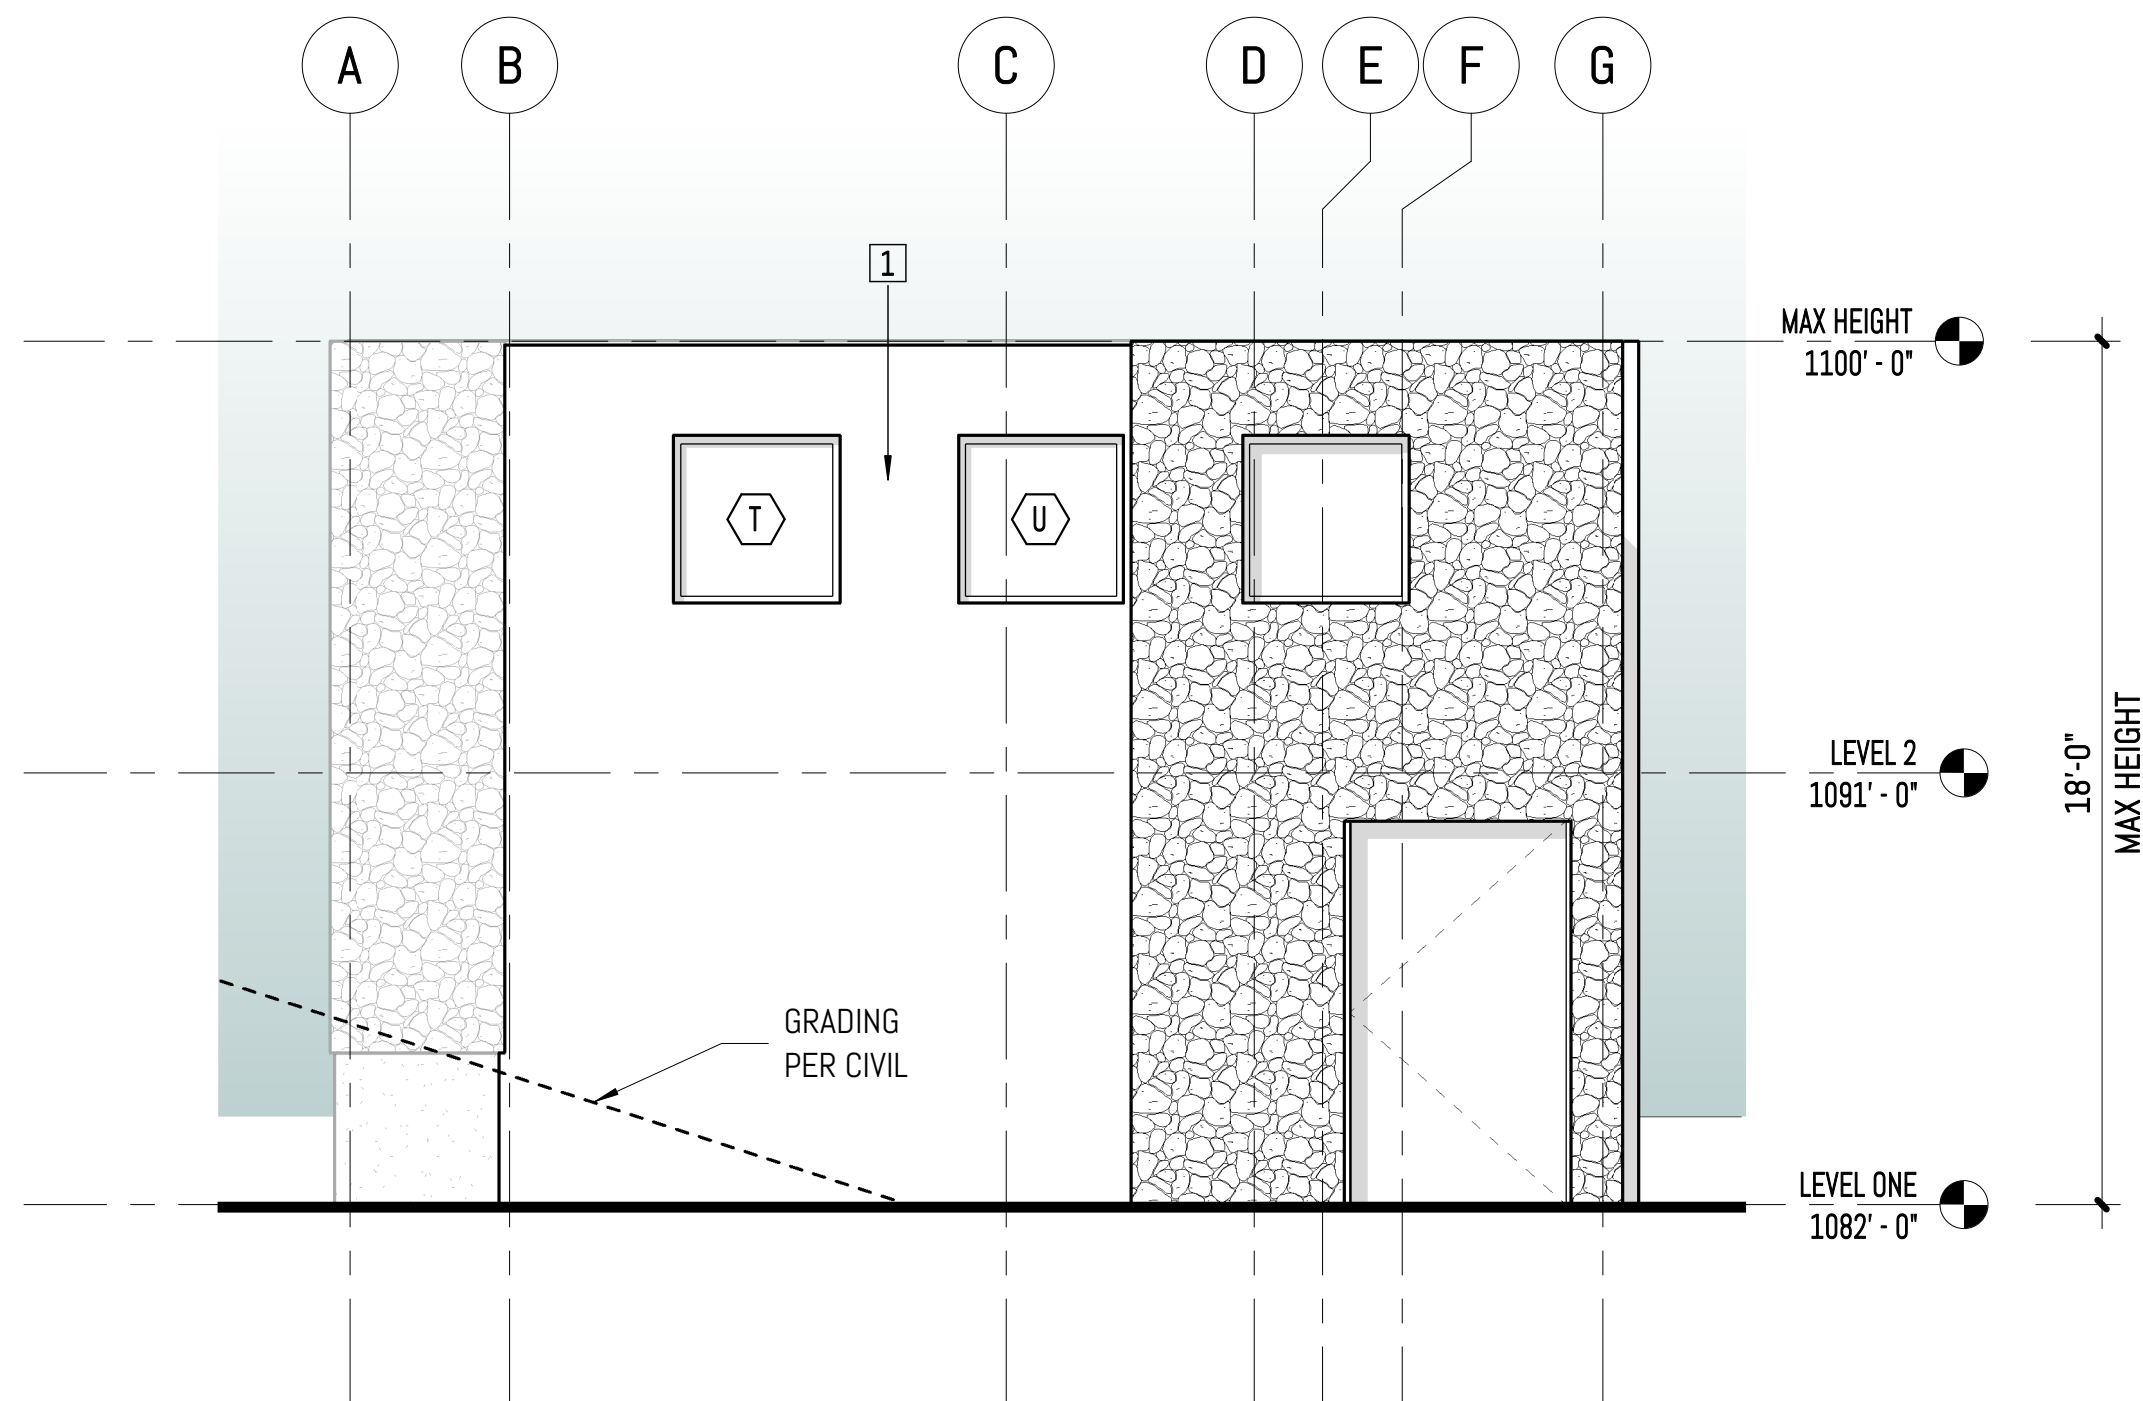 A B C D E F G
1
MAX HEIGHT
1100' - 0"
T
U
LEVEL 2
1091' - 0"
18'-0"
MAX HEIGHT
GRADING
PER CIVIL
LEVEL ONE
1082' - 0"